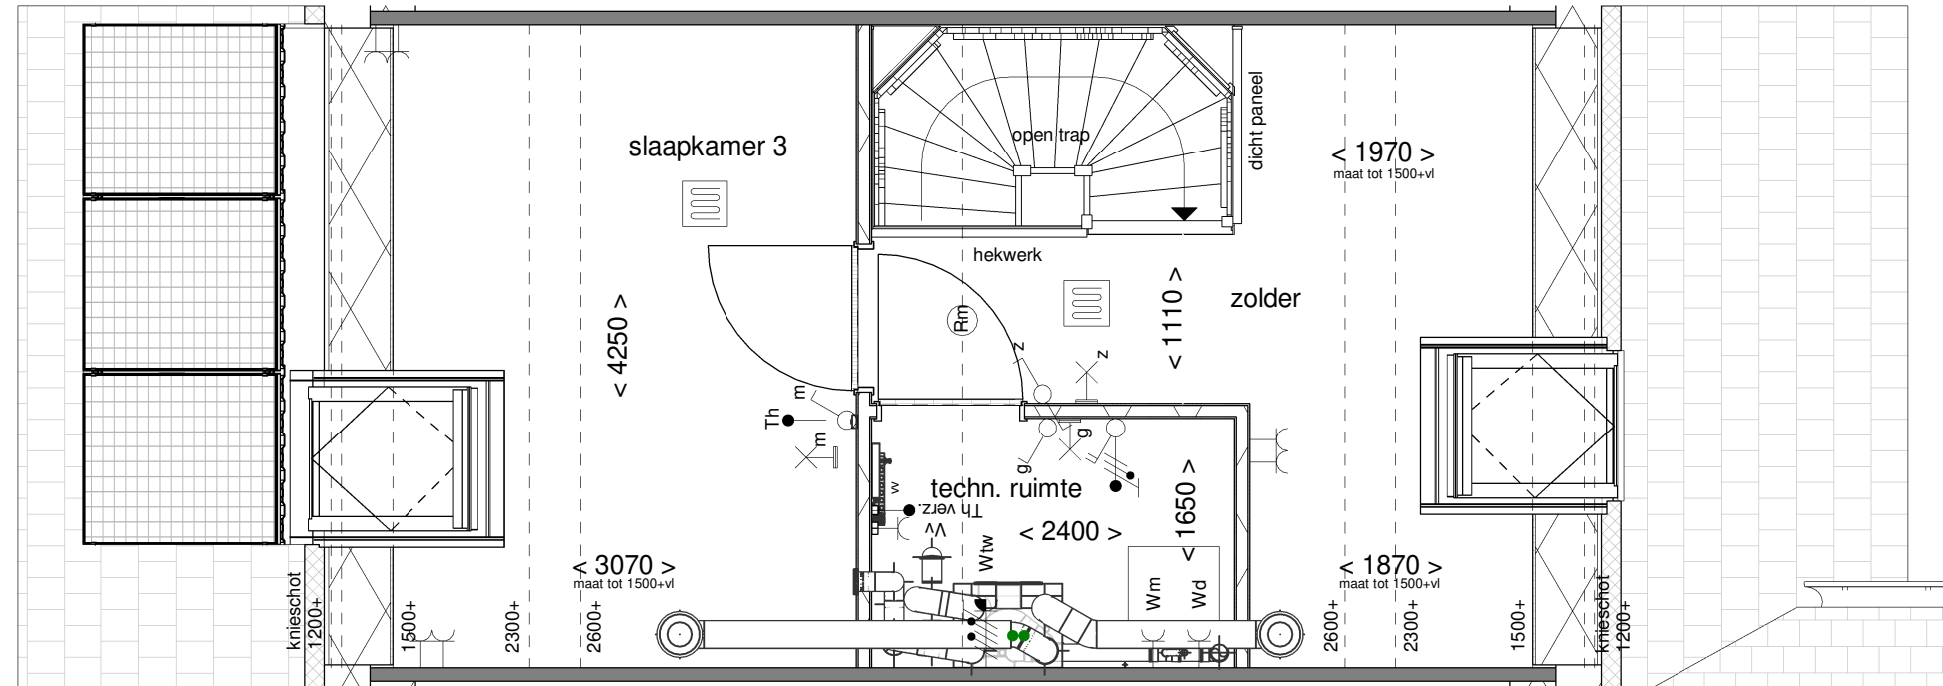 slaapkamer 3
open trap
dicht paneel
< 1970 >
maat tot 1500+vl
hekwerk
zolder
< 4250 >
< 1110 >
Rm
z
z
m
Th
m
g
g
w
techn. ruimte
Th verz.
Vv
Wtw
< 2400 >
< 1650 >
< 3070 >
maat tot 1500+vl
< 1870 >
maat tot 1500+vl
Wm
Wd
knieschot
1200+
1500+
2300+
2600+
2600+
2300+
1500+
knieschot
1200+